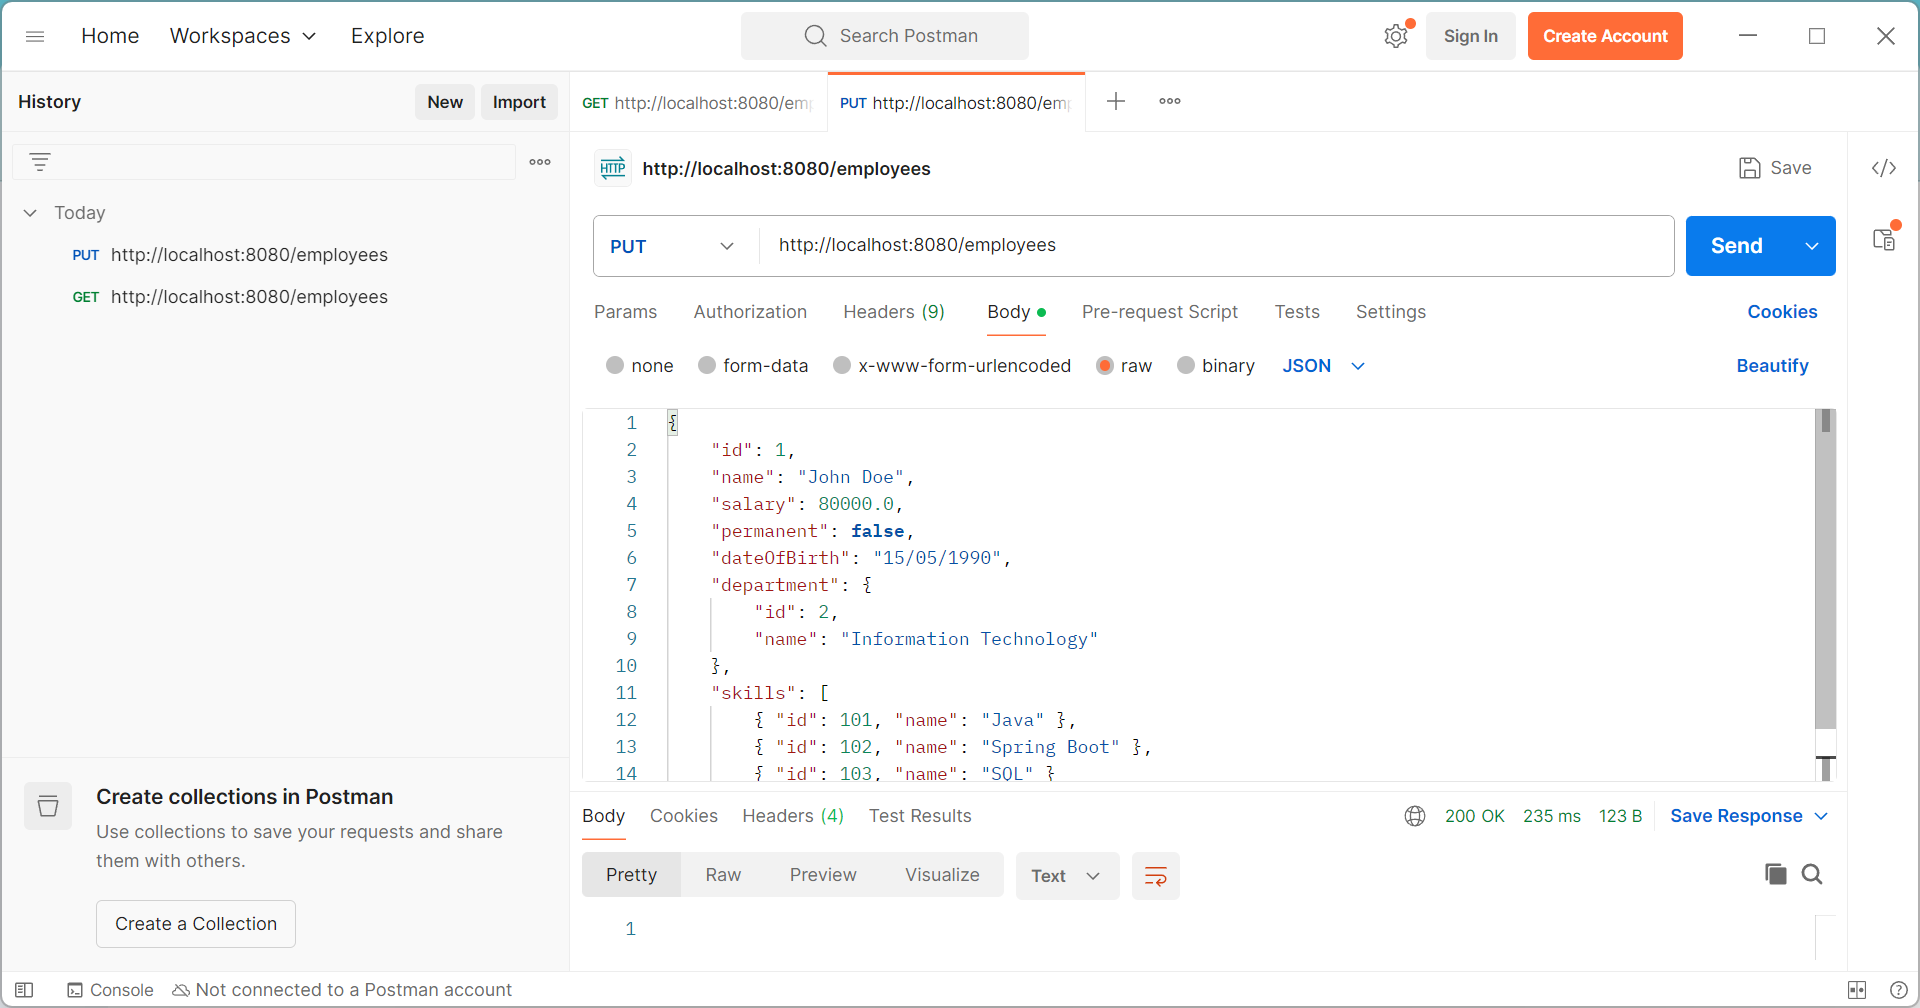 Home Workspaces Explore Search Postman Sign In Create Account
History New Import
GET http://localhost:8080/em
PUT http://localhost:8080/em
HTTP http://localhost:8080/employees Save
Today
PUT http://localhost:8080/employees
GET http://localhost:8080/employees
PUT http://localhost:8080/employees Send
Params Authorization Headers (9) Body Pre-request Script Tests Settings Cookies
none form-data x-www-form-urlencoded raw binary JSON Beautify
1 {
2 "id": 1,
3 "name": "John Doe",
4 "salary": 80000.0,
5 "permanent": false,
6 "dateOfBirth": "15/05/1990",
7 "department": {
8 "id": 2,
9 "name": "Information Technology"
10 },
11 "skills": [
12 { "id": 101, "name": "Java" },
13 { "id": 102, "name": "Spring Boot" },
14 { "id": 103, "name": "SQL" }
Create collections in Postman
Use collections to save your requests and share
them with others.
Create a Collection
Body Cookies Headers (4) Test Results 200 OK 235 ms 123 B Save Response
Pretty Raw Preview Visualize Text
1
Console Not connected to a Postman account